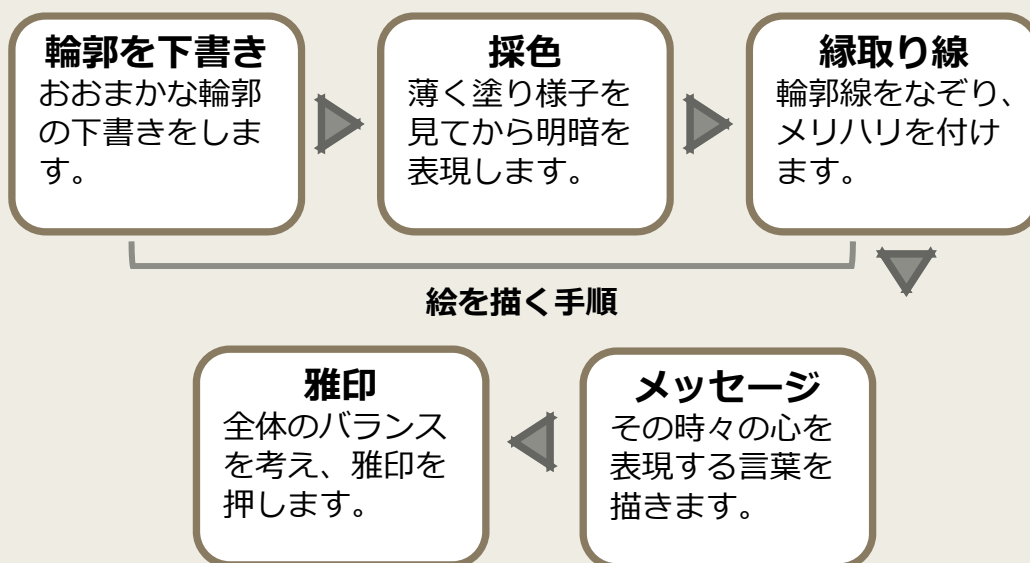 輪郭を下書き
おおまかな輪郭
の下書きをしま
す。
採色
薄く塗り様子を
見てから明暗を
表現します。
縁取り線
輪郭線をなぞり、
メリハリを付け
ます。
絵を描く手順
メッセージ
その時々の心を
表現する言葉を
描きます。
雅印
全体のバランス
を考え、雅印を
押します。